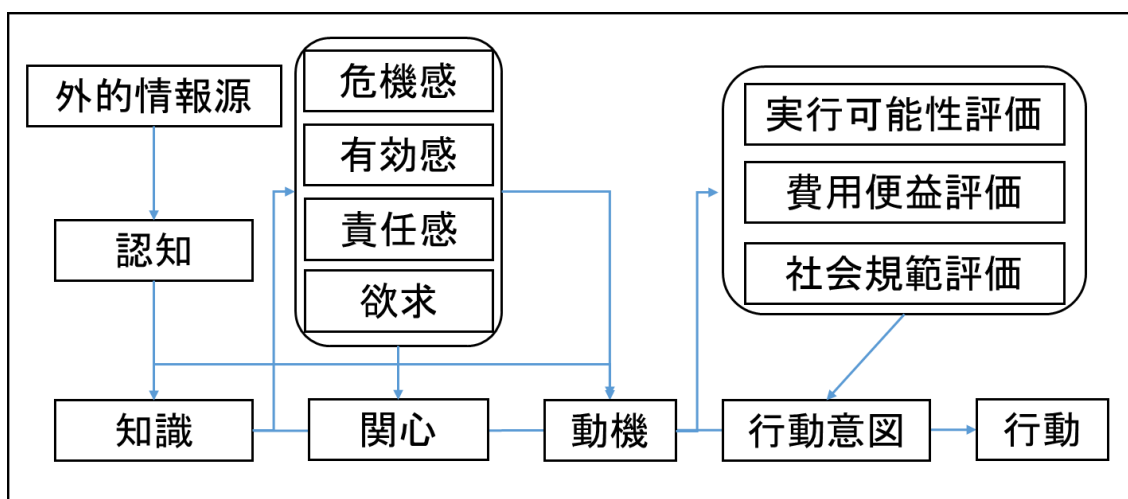 外的情報源
認知
危機感
有効感
責任感
欲求
実行可能性評価
費用便益評価
社会規範評価
知識
関心
動機
行動意図
行動